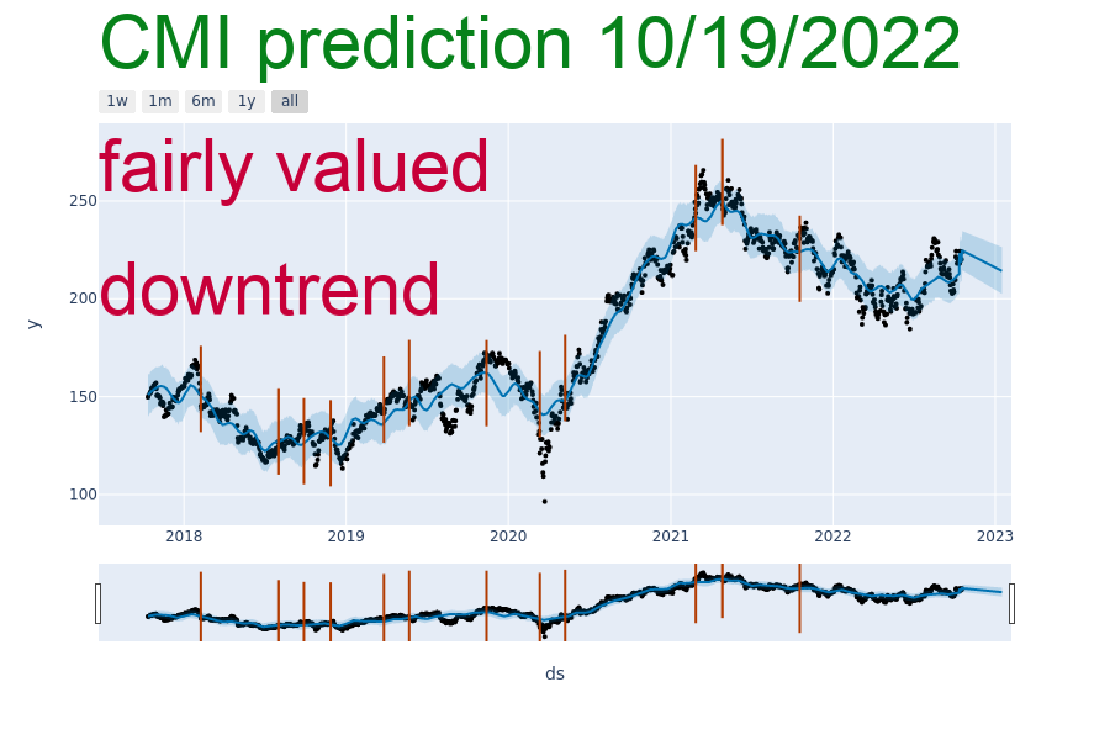 CMI prediction 10/19/2022
1w 1m 6m 1y all
fairly valued
250
downtrend
200
y
150
100
2018 2019 2020 2021 2022 2023
ds